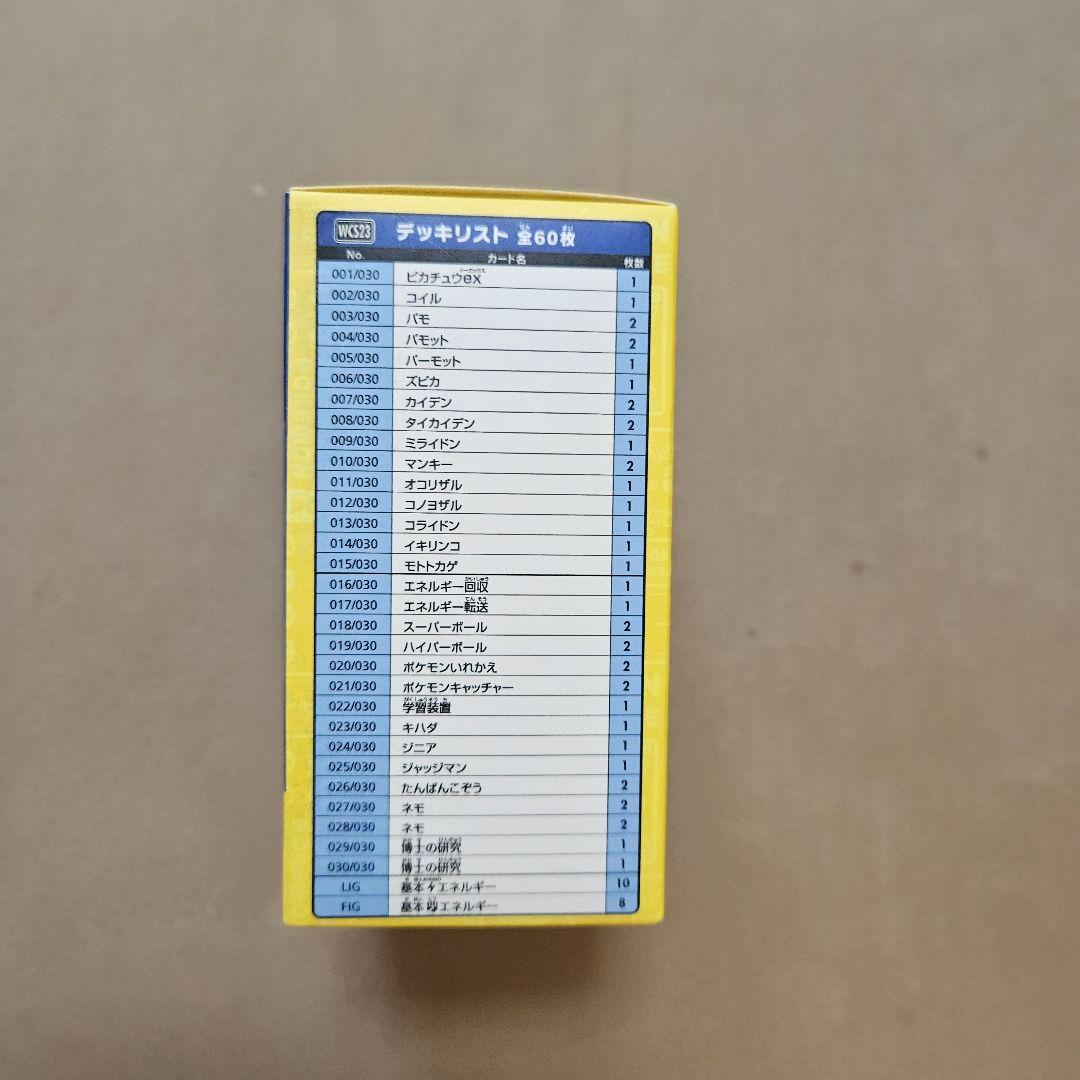 WCS23 デッキリスト 全60枚
No. カード名 枚数
001/030 ピカチュウex 1
002/030 コイル 1
003/030 パモ 2
004/030 パモット 2
005/030 パーモット 1
006/030 ズピカ 1
007/030 カイデン 2
008/030 タイカイデン 2
009/030 ミライドン 1
010/030 マンキー 2
011/030 オコリザル 1
012/030 コノヨザル 1
013/030 コライドン 1
014/030 イキリンコ 1
015/030 モトトカゲ 1
016/030 エネルギー回収 1
017/030 エネルギー転送 1
018/030 スーパーボール 2
019/030 ハイパーボール 2
020/030 ポケモンいれかえ 2
021/030 ポケモンキャッチャー 2
022/030 学習装置 1
023/030 キハダ 1
024/030 ジニア 1
025/030 ジャッジマン 1
026/030 たんぱんこぞう 2
027/030 ネモ 2
028/030 ネモ 2
029/030 博士の研究 1
030/030 博士の研究 1
LIG 基本エネルギー 10
FIG 基本闘エネルギー 8